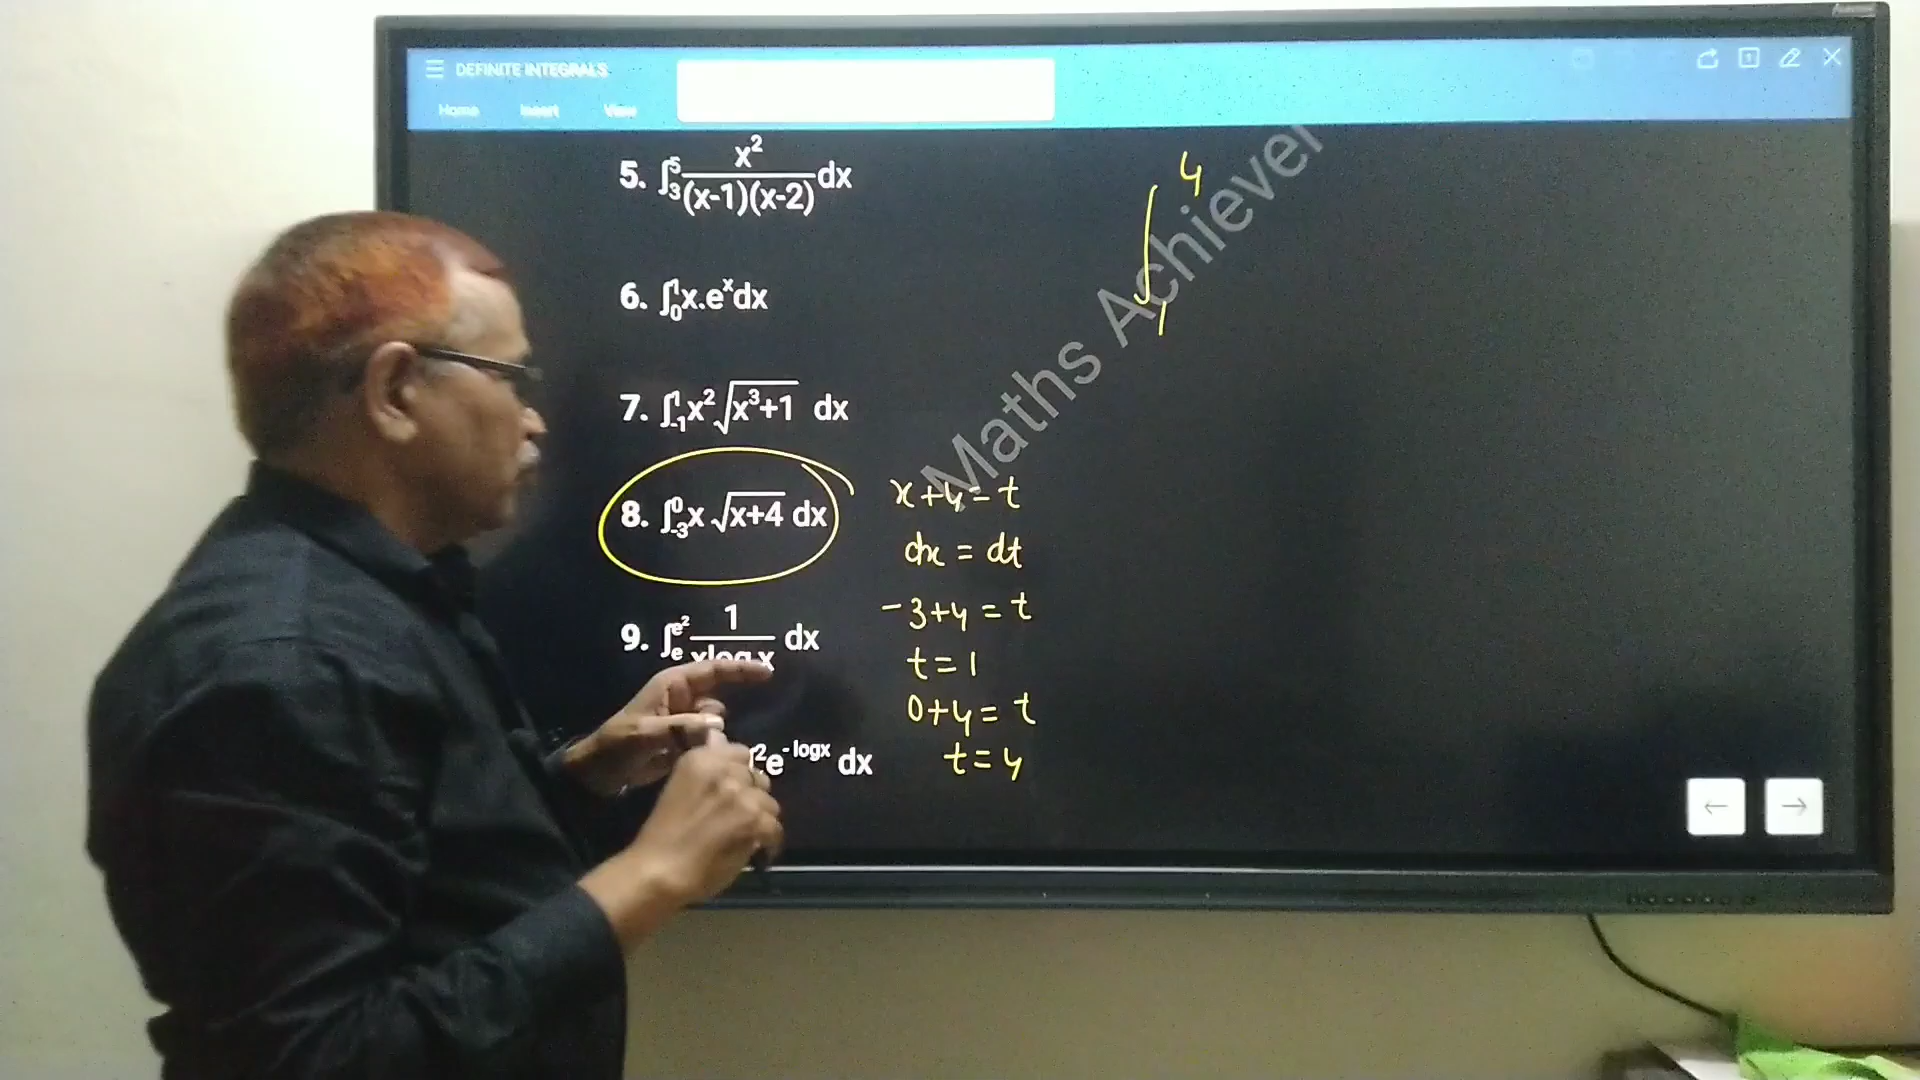 DEFINITE INTEGRALS
Home Insert View
5. ∫₃⁵ x²/(x-1)(x-2) dx
6. ∫₀¹ x.eˣdx
7. ∫₋₁¹ x²√(x³+1) dx
8. ∫₋₃⁰ x √(x+4) dx
9. ∫ₑ^(e²) 1/(xlog x) dx
∫² e^(-logx) dx
∫₁⁴
x+4=t
dx = dt
-3+4=t
t=1
0+4=t
t=4
Maths Achiever